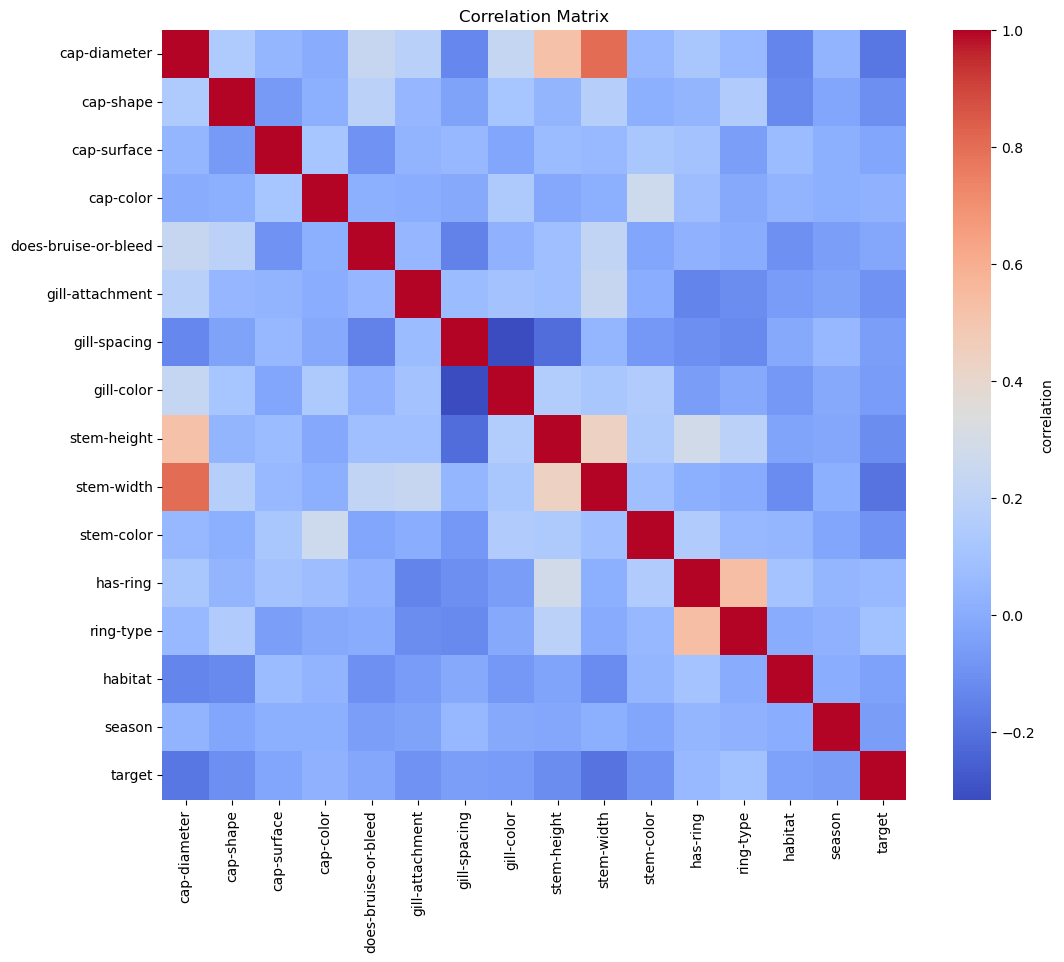 Correlation Matrix
cap-diameter
cap-shape
cap-surface
cap-color
does-bruise-or-bleed
gill-attachment
gill-spacing
gill-color
stem-height
stem-width
stem-color
has-ring
ring-type
habitat
season
target
cap-diameter
cap-shape
cap-surface
cap-color
does-bruise-or-bleed
gill-attachment
gill-spacing
gill-color
stem-height
stem-width
stem-color
has-ring
ring-type
habitat
season
target
1.0
0.8
0.6
0.4
0.2
0.0
−0.2
correlation